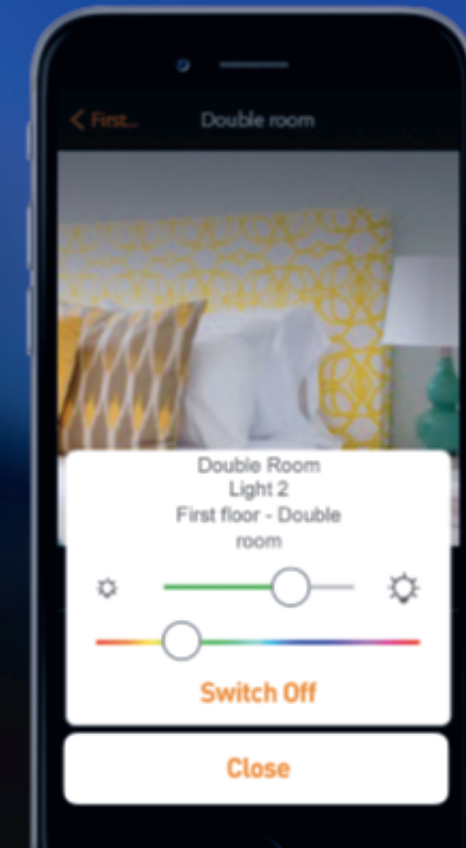 First...
Double room
Double Room
Light 2
First floor - Double
room
Switch Off
Close